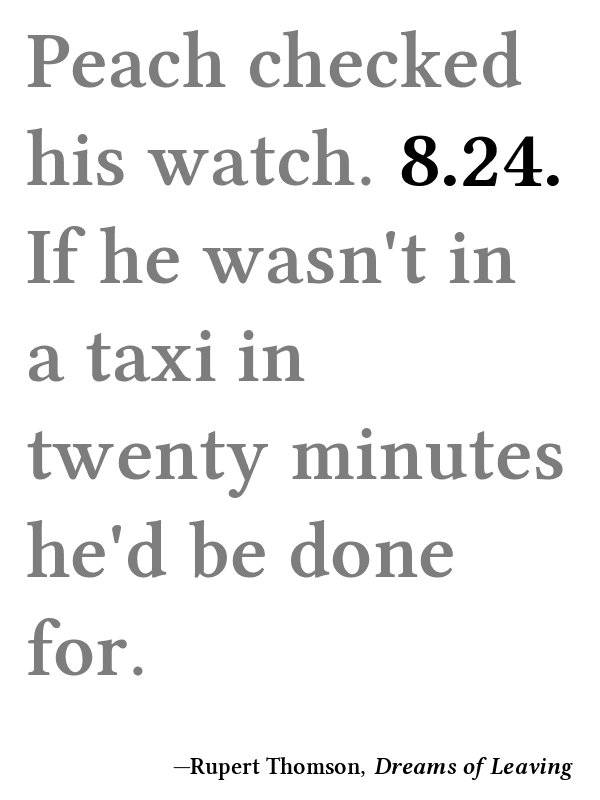 Peach checked
his watch. 8.24.
If he wasn't in
a taxi in
twenty minutes
he'd be done
for.
—Rupert Thomson, Dreams of Leaving